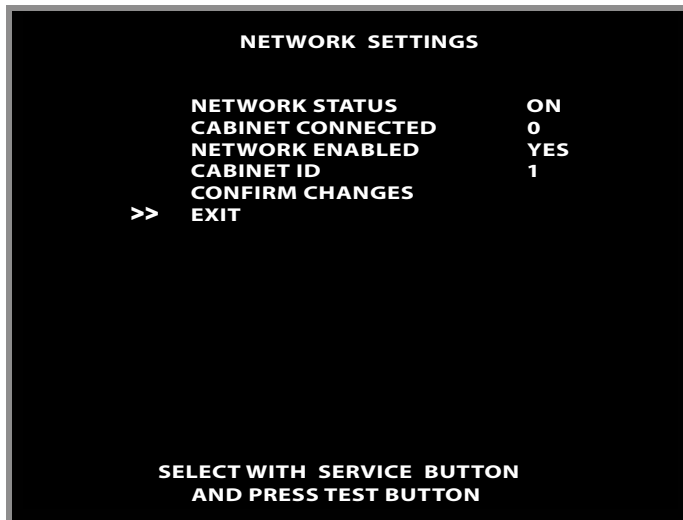 NETWORK SETTINGS
NETWORK STATUS ON
CABINET CONNECTED 0
NETWORK ENABLED YES
CABINET ID 1
CONFIRM CHANGES
>> EXIT
SELECT WITH SERVICE BUTTON
AND PRESS TEST BUTTON